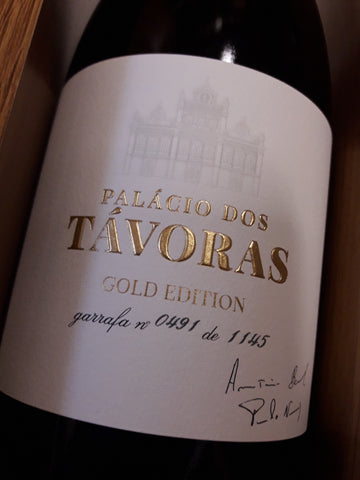 PALÁCIO DOS
TÁVORAS
GOLD EDITION
garrafa nº 0491 de 1145